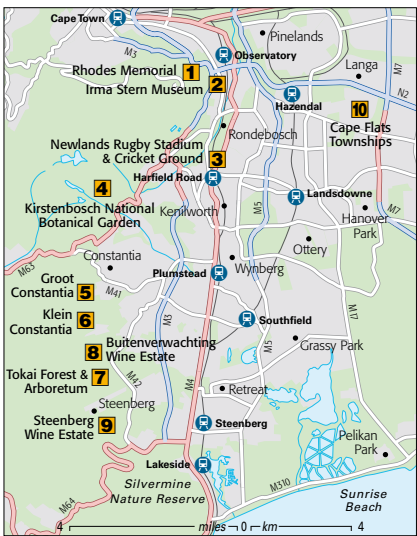 Cape Town
Pinelands
M3
Observatory
Langa
M7
Rhodes Memorial 1
Irma Stern Museum 2
N2
Hazendal
10
Cape Flats
Townships
Rondebosch
Newlands Rugby Stadium
& Cricket Ground 3
Harfield Road
4
Kirstenbosch National
Botanical Garden
Kenilworth
M5
Landsdowne
Hanover
Park
M7
Ottery
Constantia
M63
Wynberg
Plumstead
Groot
Constantia 5
M41
Klein
Constantia 6
M3
Southfield
M17
8 Buitenverwachting
Wine Estate
M5
Grassy Park
Tokai Forest &
Arboretum 7
M42
M4
Retreat
Steenberg
Steenberg
Wine Estate 9
Steenberg
Pelikan
Park
Lakeside
Silvermine
Nature Reserve
M310
Sunrise
Beach
M64
4 miles 0 km 4